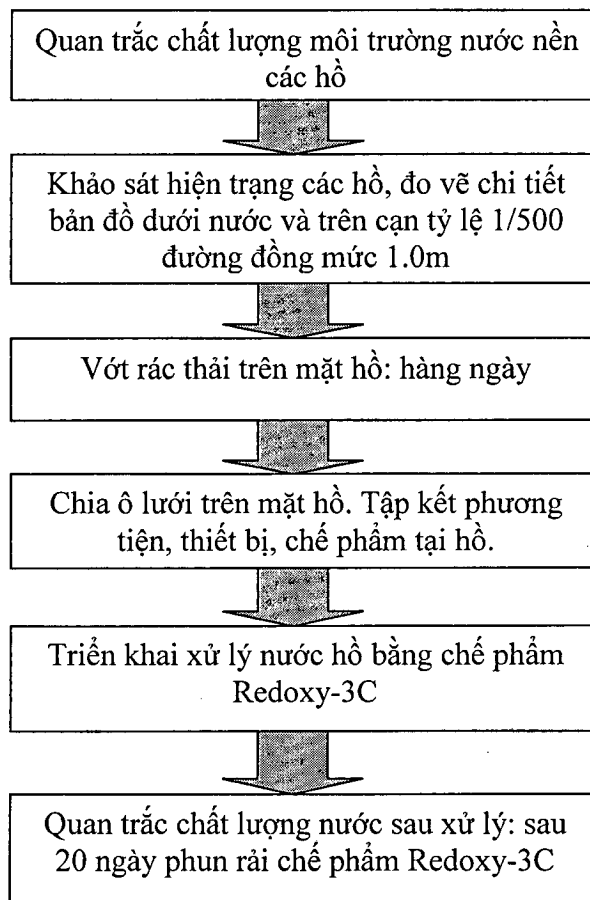 Quan trắc chất lượng môi trường nước nền
các hồ
Khảo sát hiện trạng các hồ, đo vẽ chi tiết
bản đồ dưới nước và trên cạn tỷ lệ 1/500
đường đồng mức 1.0m
Vớt rác thải trên mặt hồ: hàng ngày
Chia ô lưới trên mặt hồ. Tập kết phương
tiện, thiết bị, chế phẩm tại hồ.
Triển khai xử lý nước hồ bằng chế phẩm
Redoxy-3C
Quan trắc chất lượng nước sau xử lý: sau
20 ngày phun rải chế phẩm Redoxy-3C